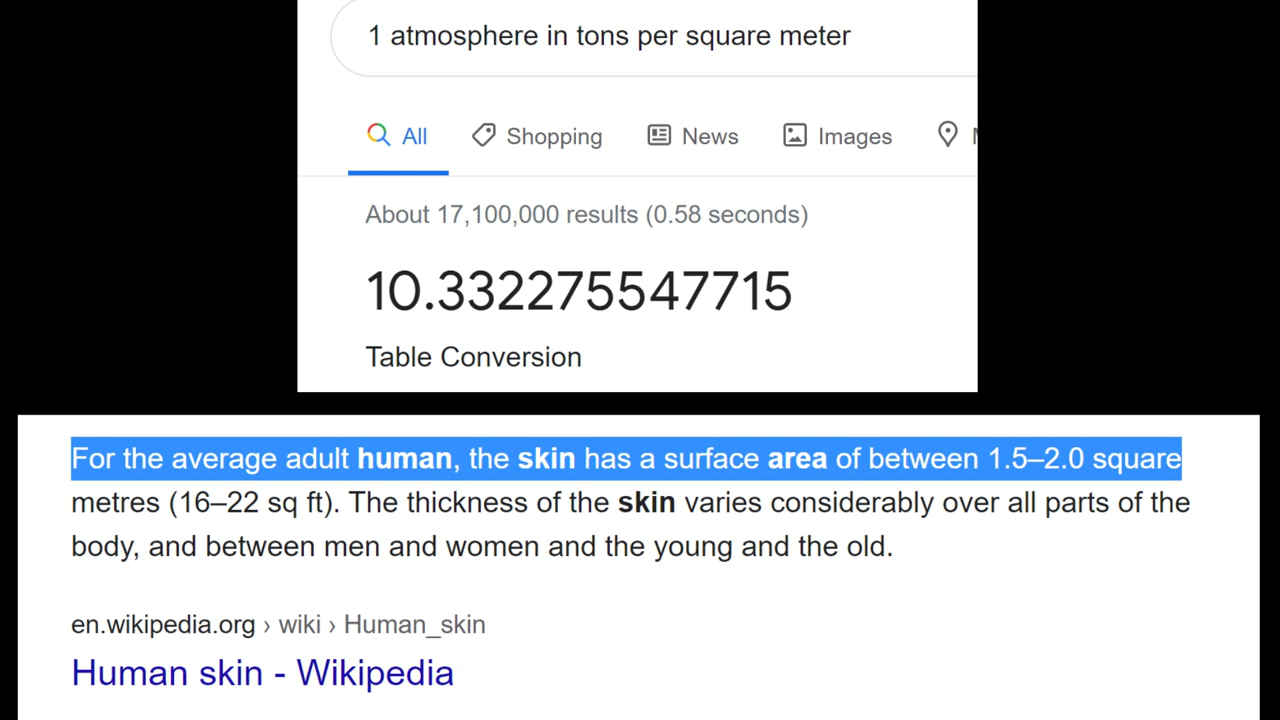 1 atmosphere in tons per square meter
All Shopping News Images
About 17,100,000 results (0.58 seconds)
10.332275547715
Table Conversion
For the average adult human, the skin has a surface area of between 1.5–2.0 square
metres (16–22 sq ft). The thickness of the skin varies considerably over all parts of the
body, and between men and women and the young and the old.
en.wikipedia.org › wiki › Human_skin
Human skin - Wikipedia